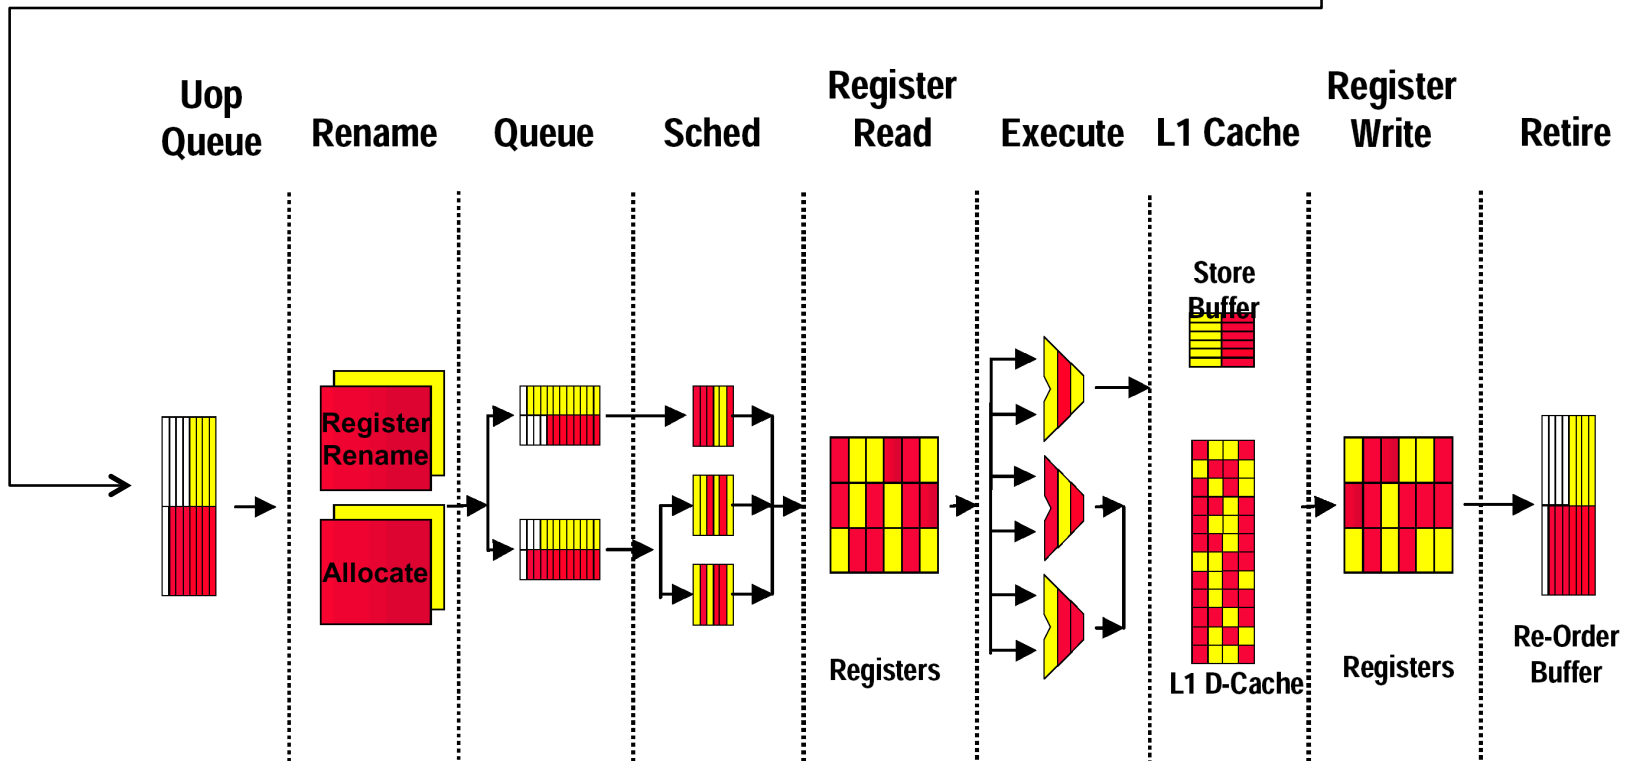 Uop
Queue
Rename
Queue
Sched
Register
Read
Execute
L1 Cache
Register
Write
Retire
Store
Buffer
Register
Rename
Allocate
Registers
L1 D-Cache
Registers
Re-Order
Buffer